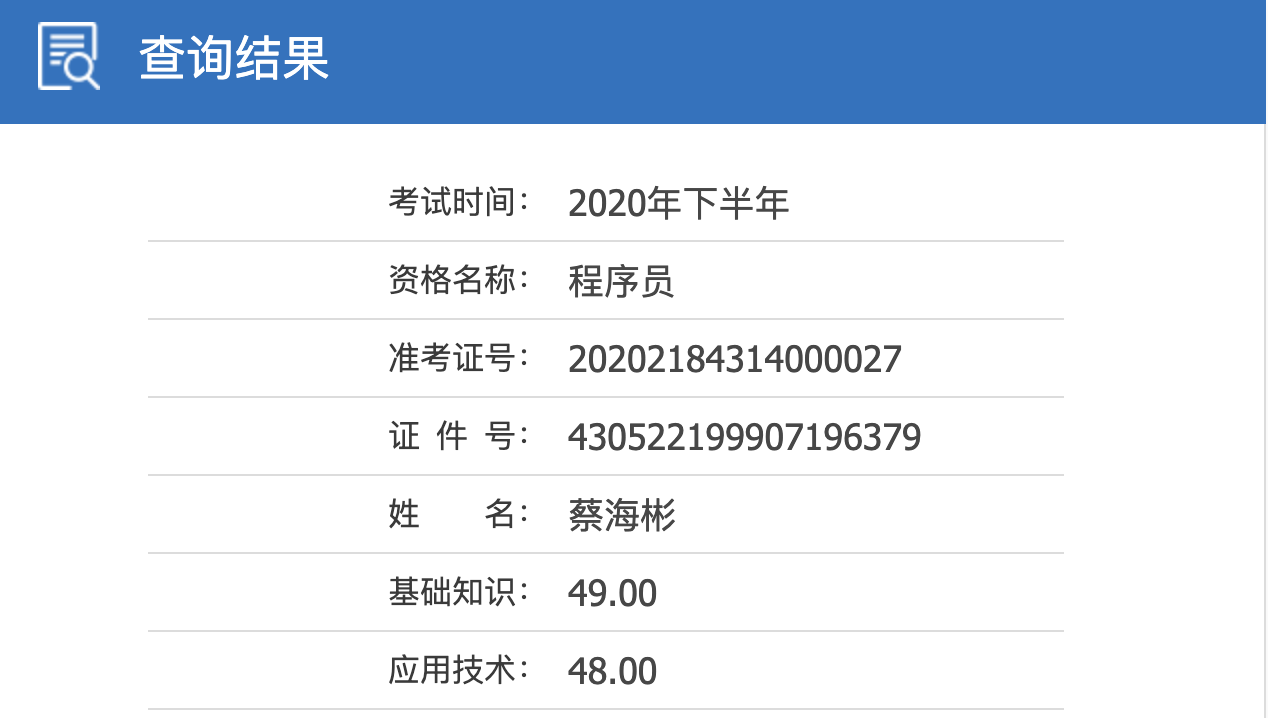 查询结果
考试时间： 2020年下半年
资格名称： 程序员
准考证号： 20202184314000027
证 件 号： 430522199907196379
姓 名： 蔡海彬
基础知识： 49.00
应用技术： 48.00